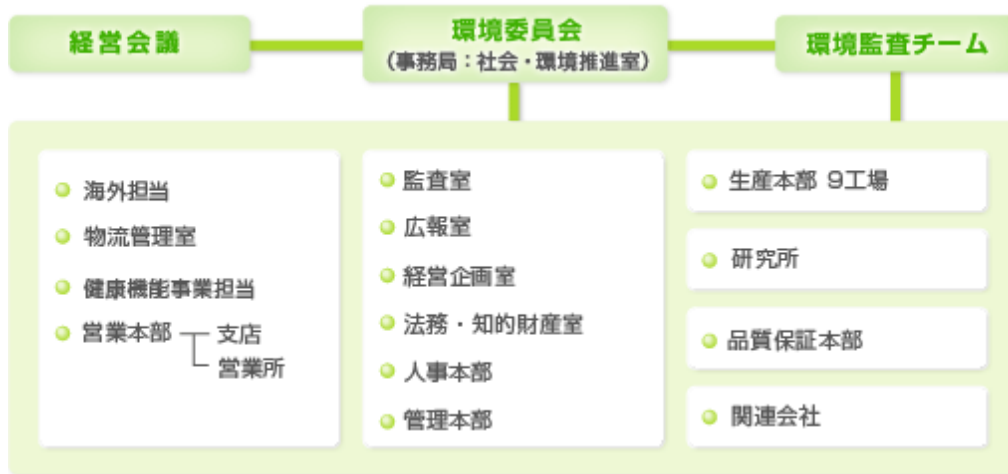 経営会議
環境委員会
（事務局：社会・環境推進室）
環境監査チーム
海外担当
物流管理室
健康機能事業担当
営業本部
支店
営業所
監査室
広報室
経営企画室
法務・知的財産室
人事本部
管理本部
生産本部 9工場
研究所
品質保証本部
関連会社